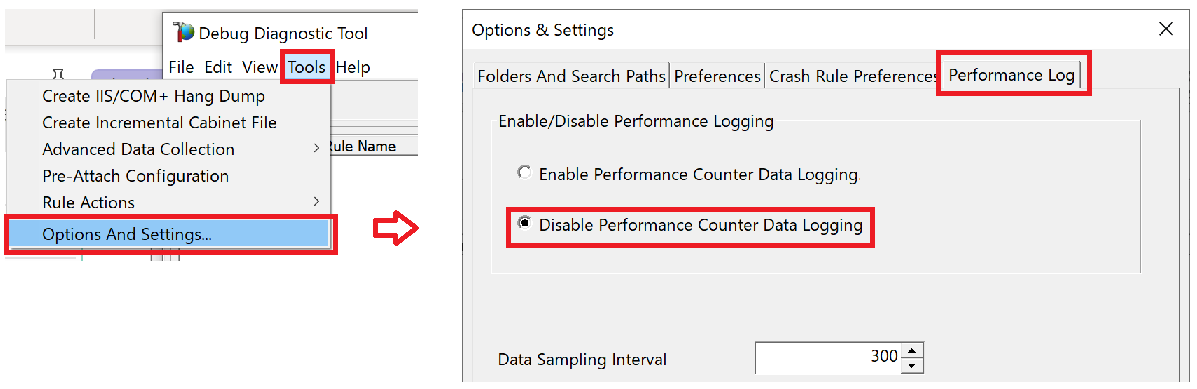 Debug Diagnostic Tool
File Edit View Tools Help
Create IIS/COM+ Hang Dump
Create Incremental Cabinet File
Advanced Data Collection
Rule Name
Pre-Attach Configuration
Rule Actions
Options And Settings...
Options & Settings
Folders And Search Paths Preferences Crash Rule Preferences Performance Log
Enable/Disable Performance Logging
Enable Performance Counter Data Logging
Disable Performance Counter Data Logging
Data Sampling Interval 300